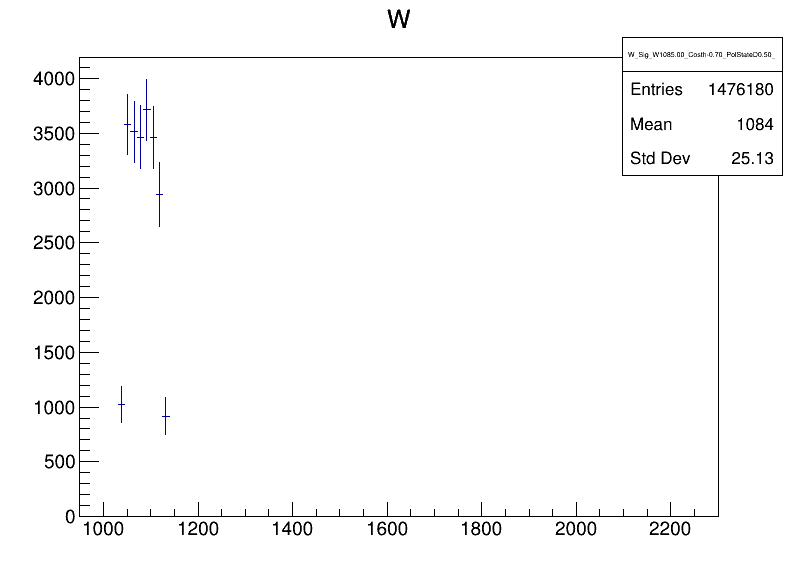 W
W_Sig_W1085.00_Costh-0.70_PolStateD0.50_
Entries 1476180
Mean 1084
Std Dev 25.13
4000
3500
3000
2500
2000
1500
1000
500
0
1000 1200 1400 1600 1800 2000 2200